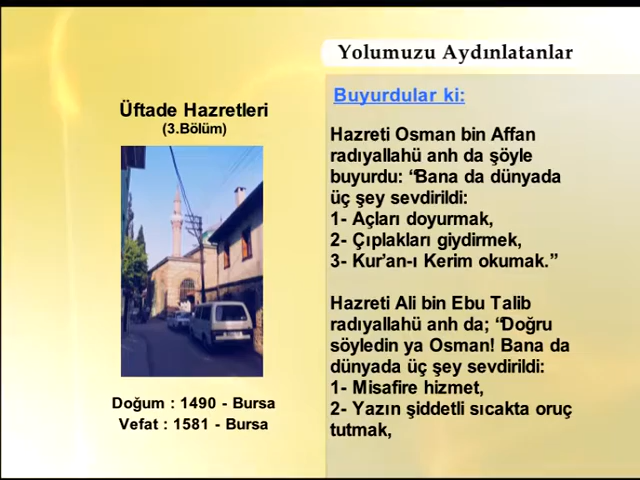 Yolumuzu Aydınlatanlar
Üftade Hazretleri
(3.Bölüm)
Doğum : 1490 - Bursa
Vefat : 1581 - Bursa
Buyurdular ki:
Hazreti Osman bin Affan
radıyallahü anh da şöyle
buyurdu: “Bana da dünyada
üç şey sevdirildi:
1- Açları doyurmak,
2- Çıplakları giydirmek,
3- Kur’an-ı Kerim okumak.”
Hazreti Ali bin Ebu Talib
radıyallahü anh da; “Doğru
söyledin ya Osman! Bana da
dünyada üç şey sevdirildi:
1- Misafire hizmet,
2- Yazın şiddetli sıcakta oruç
tutmak,